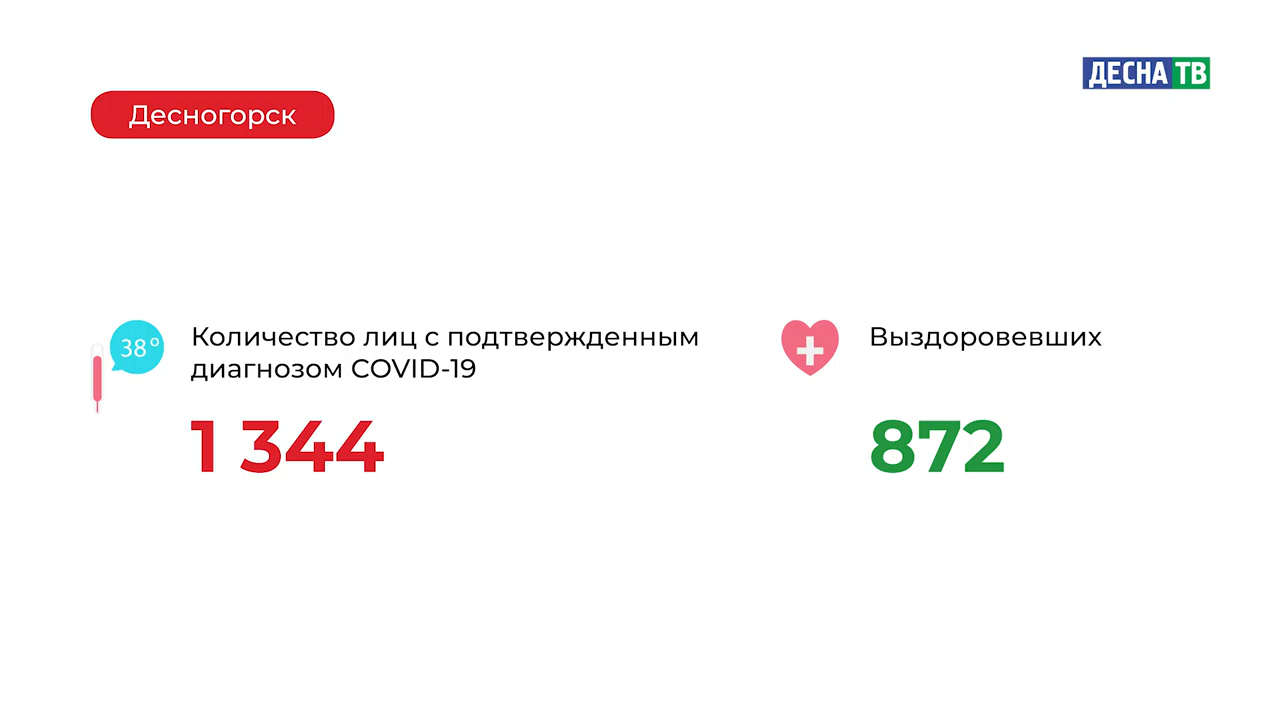 ДЕСНА ТВ
Десногорск
38°
Количество лиц с подтвержденным
диагнозом COVID-19
1 344
Выздоровевших
872